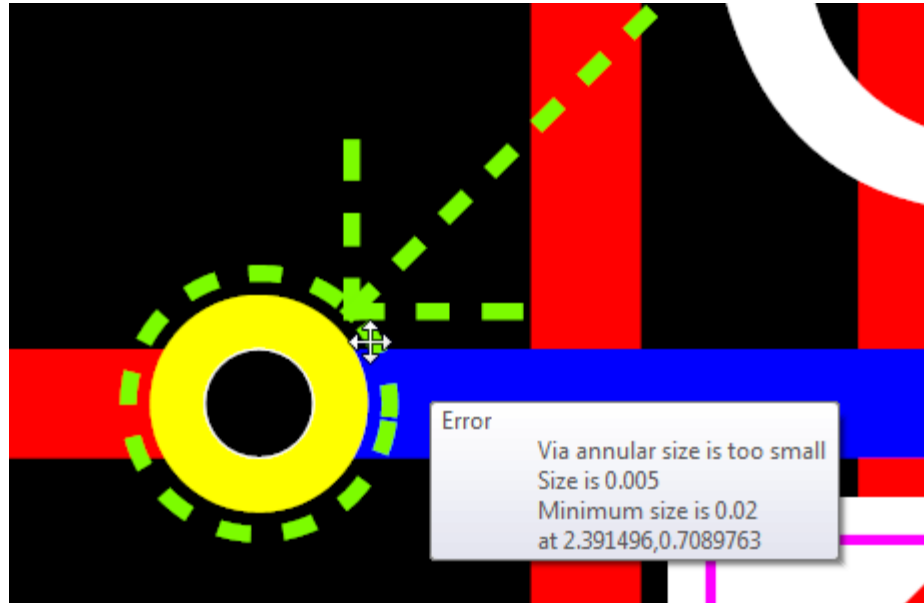 Error
Via annular size is too small
Size is 0.005
Minimum size is 0.02
at 2.391496,0.7089763